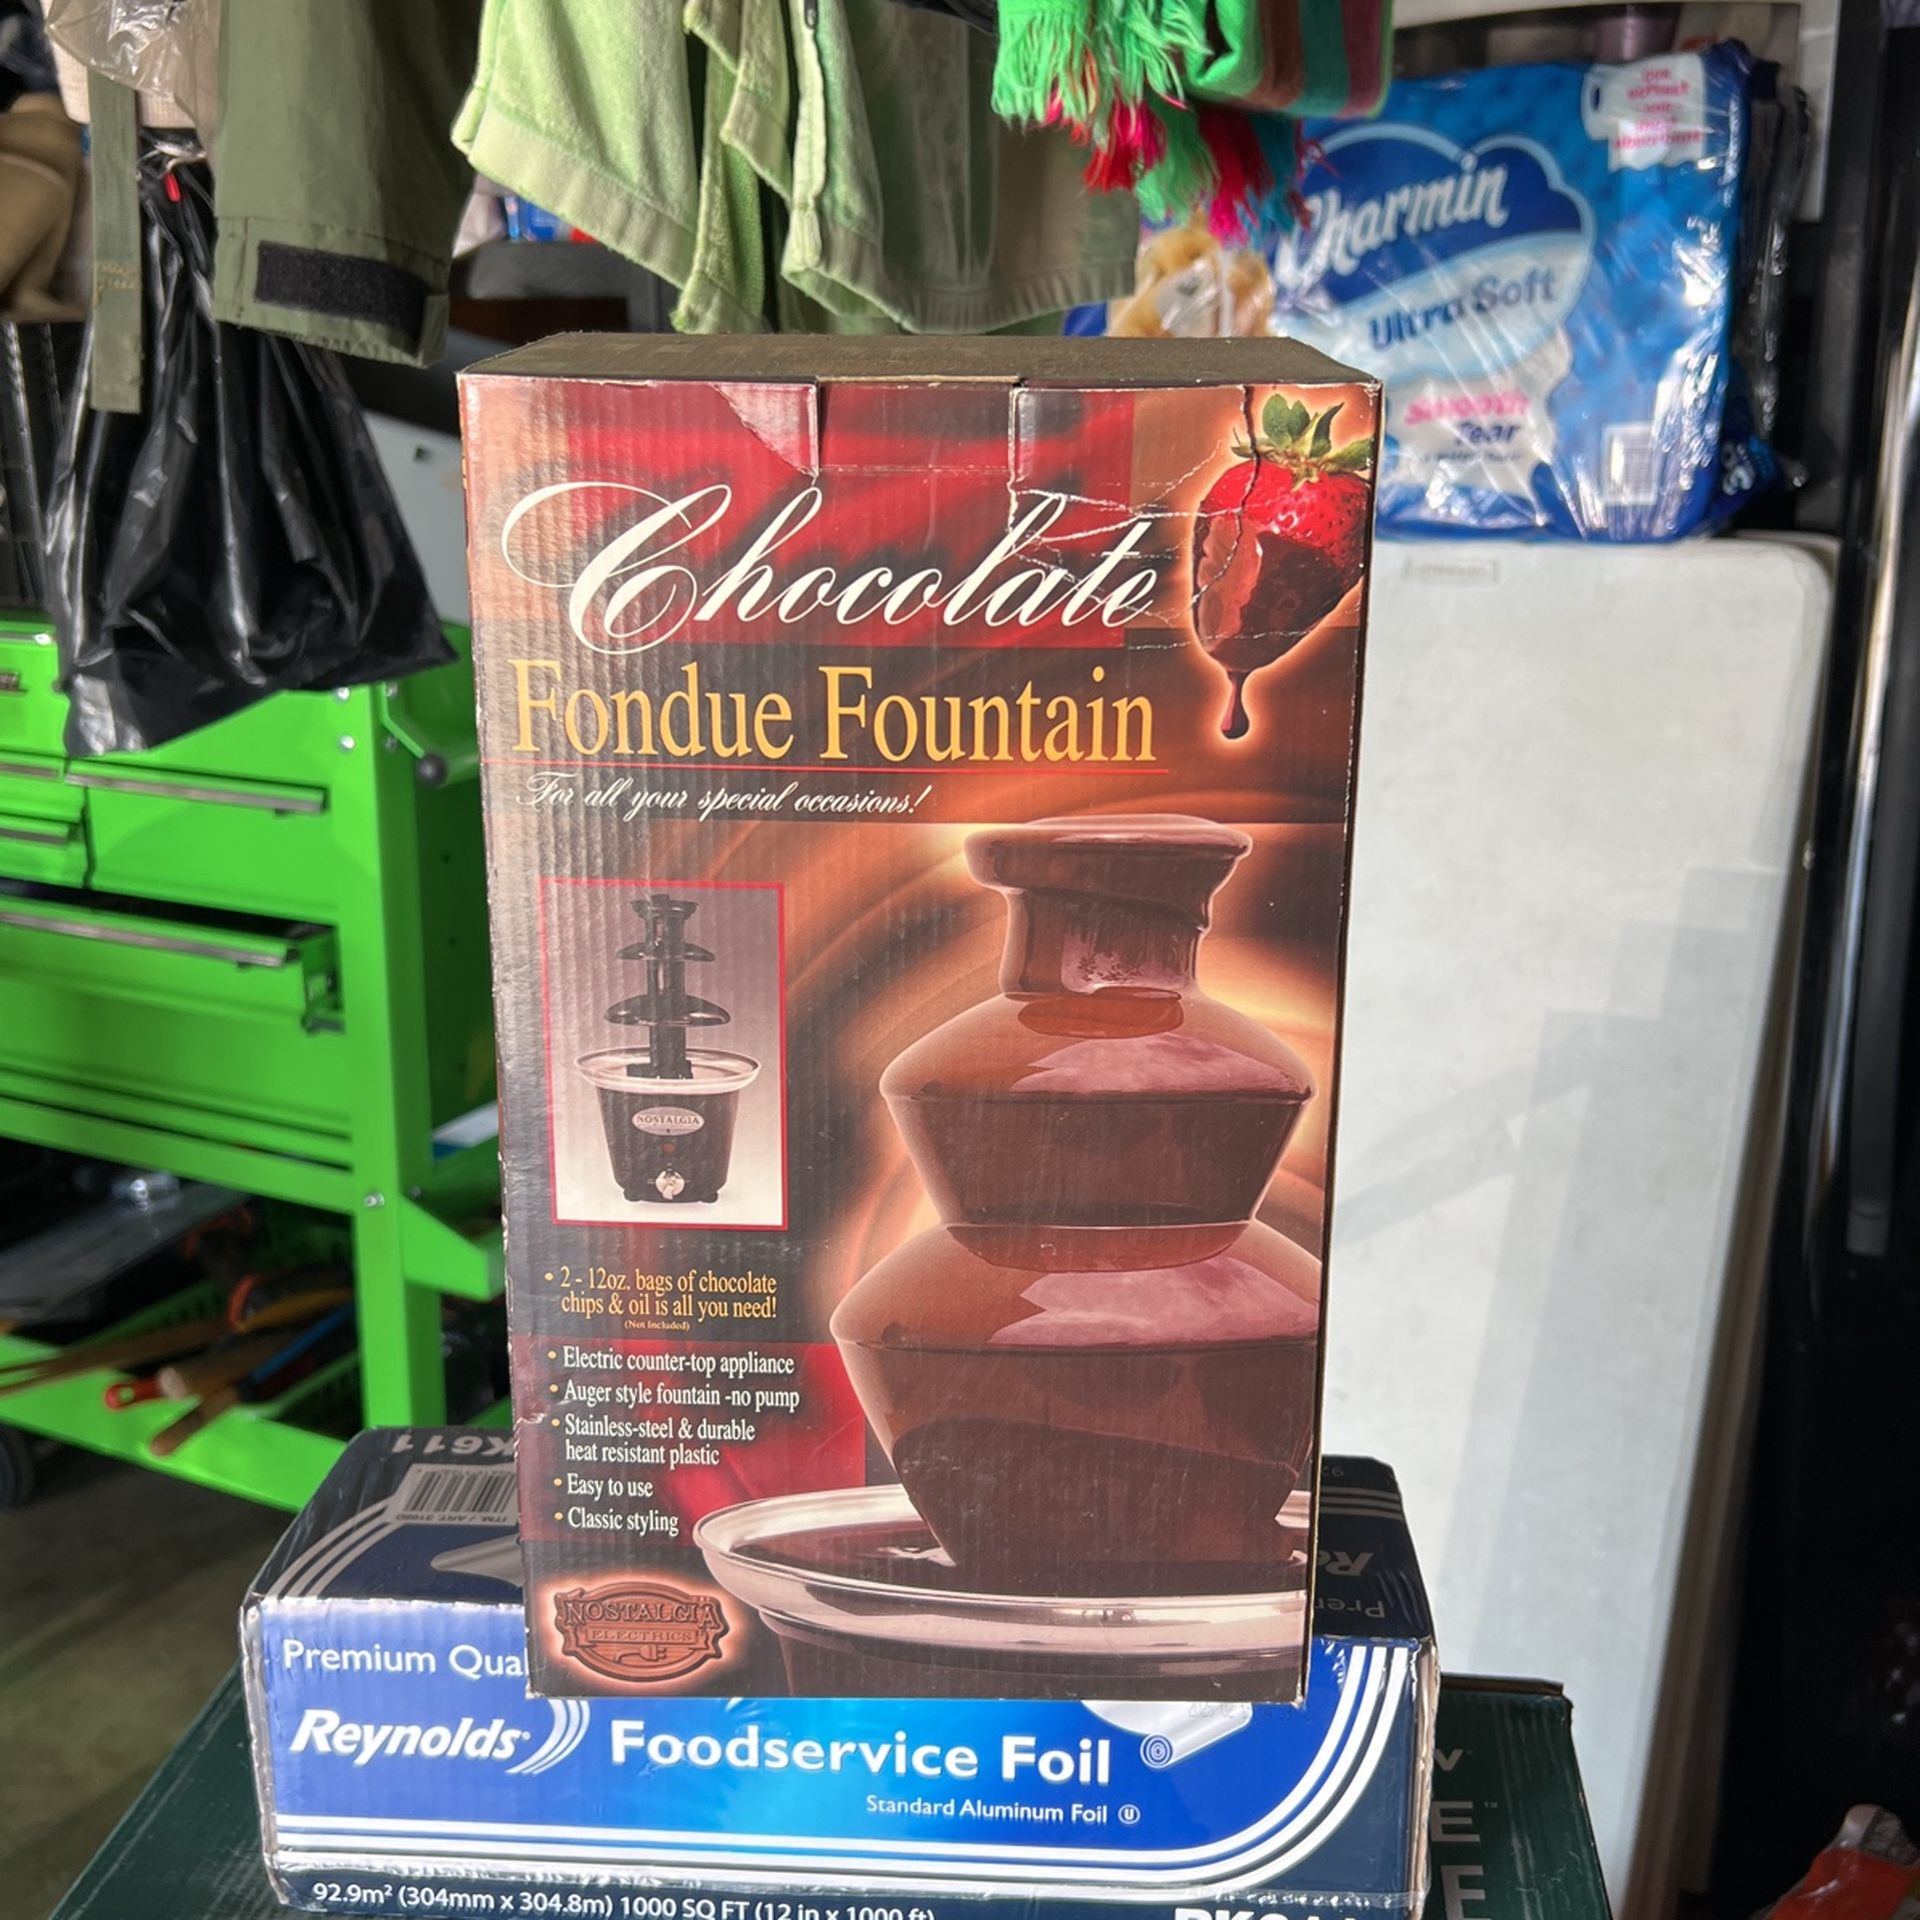 Charmin
Ultra Soft
Smooth
Tear
Chocolate
Fondue Fountain
For all your special occasions!
NOSTALGIA
• 2 - 12oz. bags of chocolate
chips & oil is all you need!
(Not Included)
• Electric counter-top appliance
• Auger style fountain -no pump
• Stainless-steel & durable
heat resistant plastic
• Easy to use
• Classic styling
NOSTALGIA
ELECTRICS
Premium Qua
Reynolds
Foodservice Foil
Standard Aluminum Foil U
92.9m² (304mm x 304.8m) 1000 SQ FT (12 in x 1000 ft)